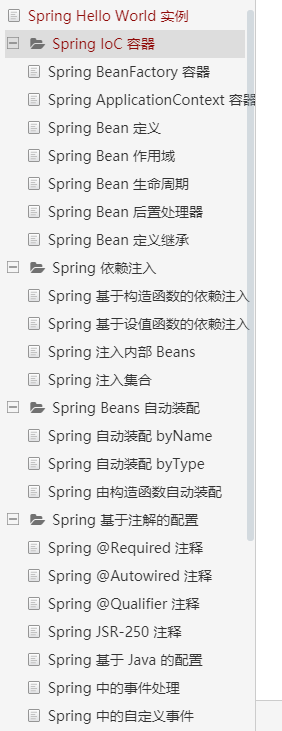 Spring Hello World 实例
Spring IoC 容器
Spring BeanFactory 容器
Spring ApplicationContext 容器
Spring Bean 定义
Spring Bean 作用域
Spring Bean 生命周期
Spring Bean 后置处理器
Spring Bean 定义继承
Spring 依赖注入
Spring 基于构造函数的依赖注入
Spring 基于设值函数的依赖注入
Spring 注入内部 Beans
Spring 注入集合
Spring Beans 自动装配
Spring 自动装配 byName
Spring 自动装配 byType
Spring 由构造函数自动装配
Spring 基于注解的配置
Spring @Required 注释
Spring @Autowired 注释
Spring @Qualifier 注释
Spring JSR-250 注释
Spring 基于 Java 的配置
Spring 中的事件处理
Spring 中的自定义事件